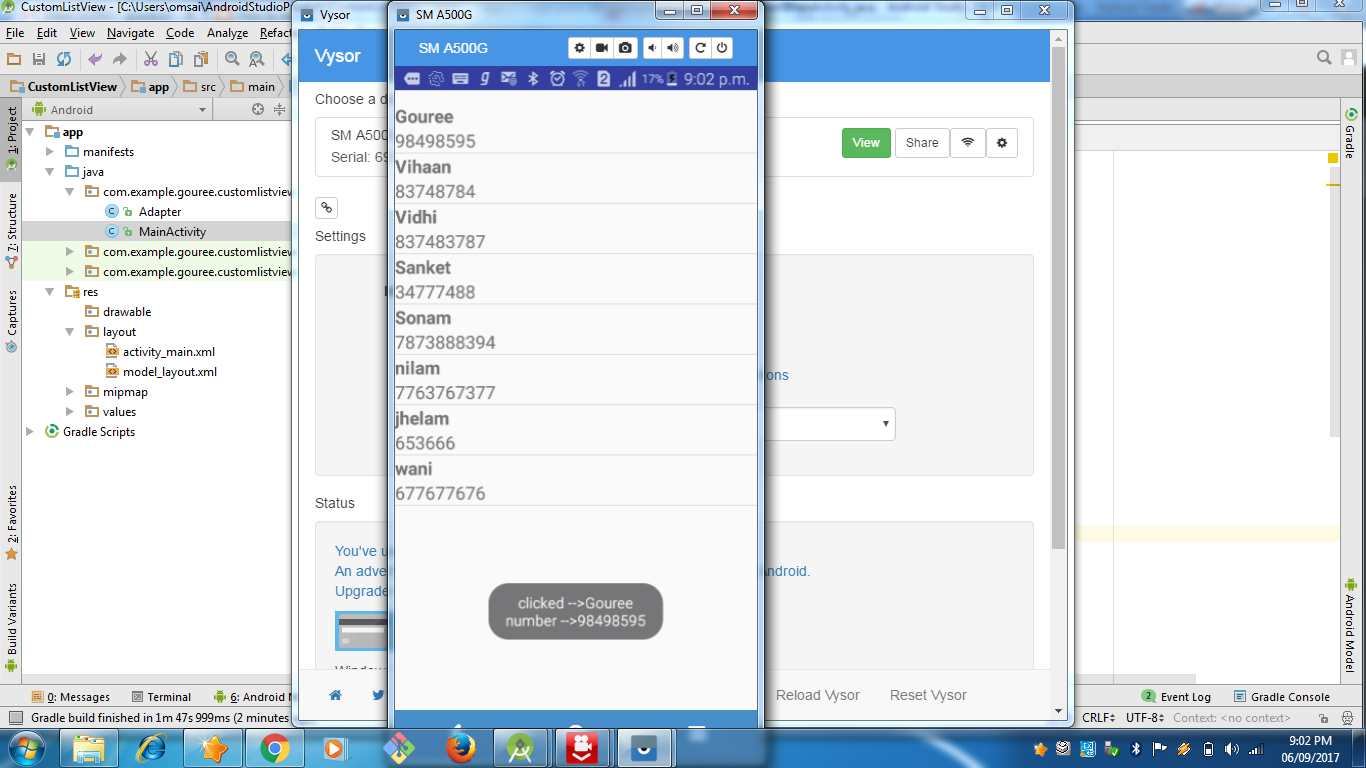 CustomListView - [C:\Users\omsai\AndroidStudioP
File Edit View Navigate Code Analyze Refact
CustomListView app src main
Android
1: Project
7: Structure
Captures
2: Favorites
Build Variants
app
manifests
java
com.example.gouree.customlistview
Adapter
MainActivity
com.example.gouree.customlistview
com.example.gouree.customlistview
res
drawable
layout
activity_main.xml
model_layout.xml
mipmap
values
Gradle Scripts
Vysor
Vysor
Choose a d
SM A500
Serial: 69
View Share
Settings
ons
Status
You've u
An adve
ndroid.
Upgrade
Window
Reload Vysor Reset Vysor
SM A500G
SM A500G
2 17% 9:02 p.m.
Gouree
98498595
Vihaan
83748784
Vidhi
837483787
Sanket
34777488
Sonam
7873888394
nilam
7763767377
jhelam
653666
wani
677677676
clicked -->Gouree
number -->98498595
Gradle
Android Model
0: Messages Terminal 6: Android M
2 Event Log Gradle Console
Gradle build finished in 1m 47s 999ms (2 minutes
CRLF UTF-8 Context: <no context>
9:02 PM
06/09/2017